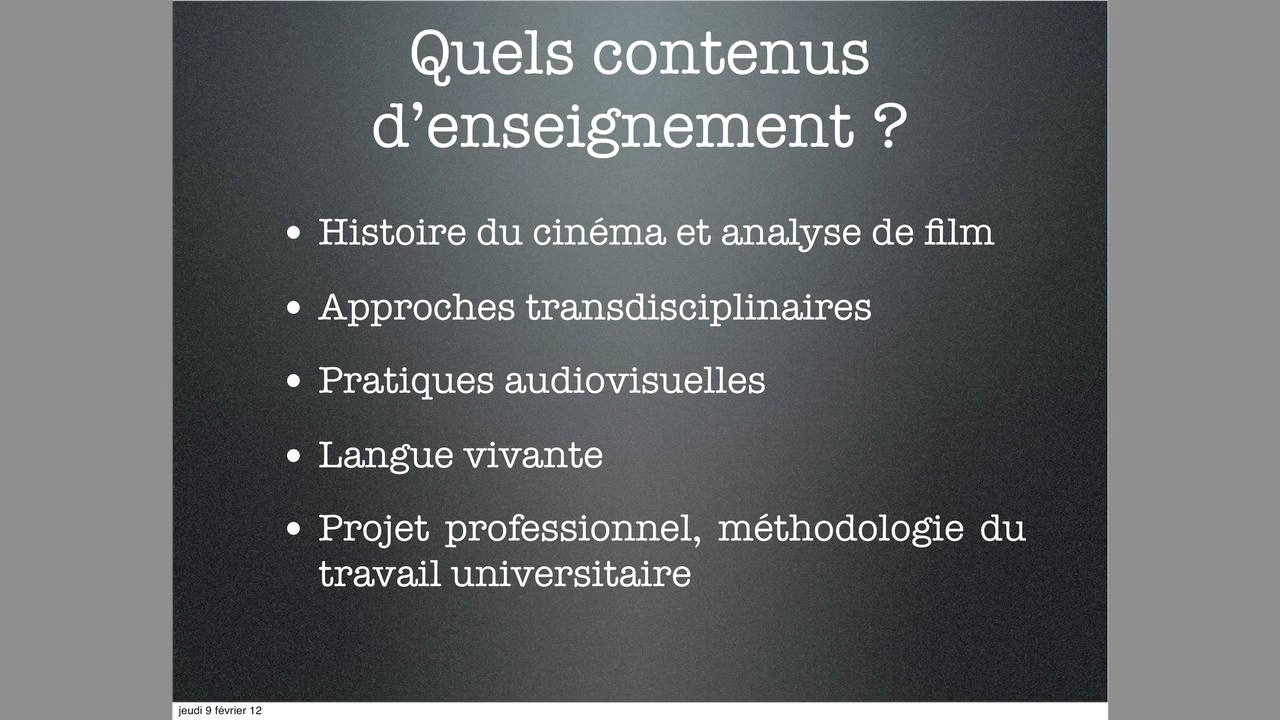 Quels contenus
d’enseignement ?
• Histoire du cinéma et analyse de film
• Approches transdisciplinaires
• Pratiques audiovisuelles
• Langue vivante
• Projet professionnel, méthodologie du
travail universitaire
jeudi 9 février 12